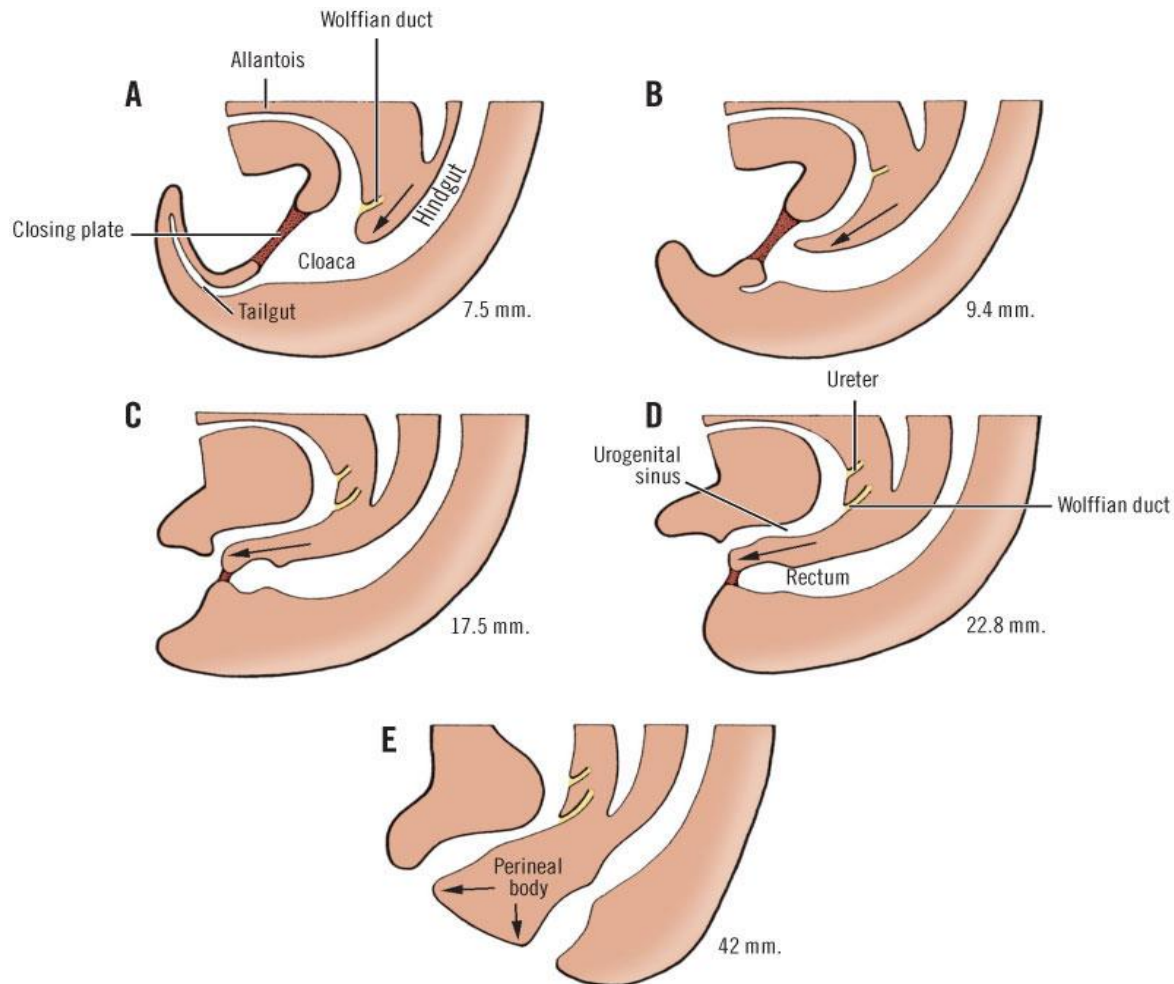 Wolffian duct
Allantois
A
B
Hindgut
Closing plate
Cloaca
Tailgut
7.5 mm.
9.4 mm.
Ureter
C
D
Urogenital
sinus
Wolffian duct
Rectum
17.5 mm.
22.8 mm.
E
Perineal
body
42 mm.